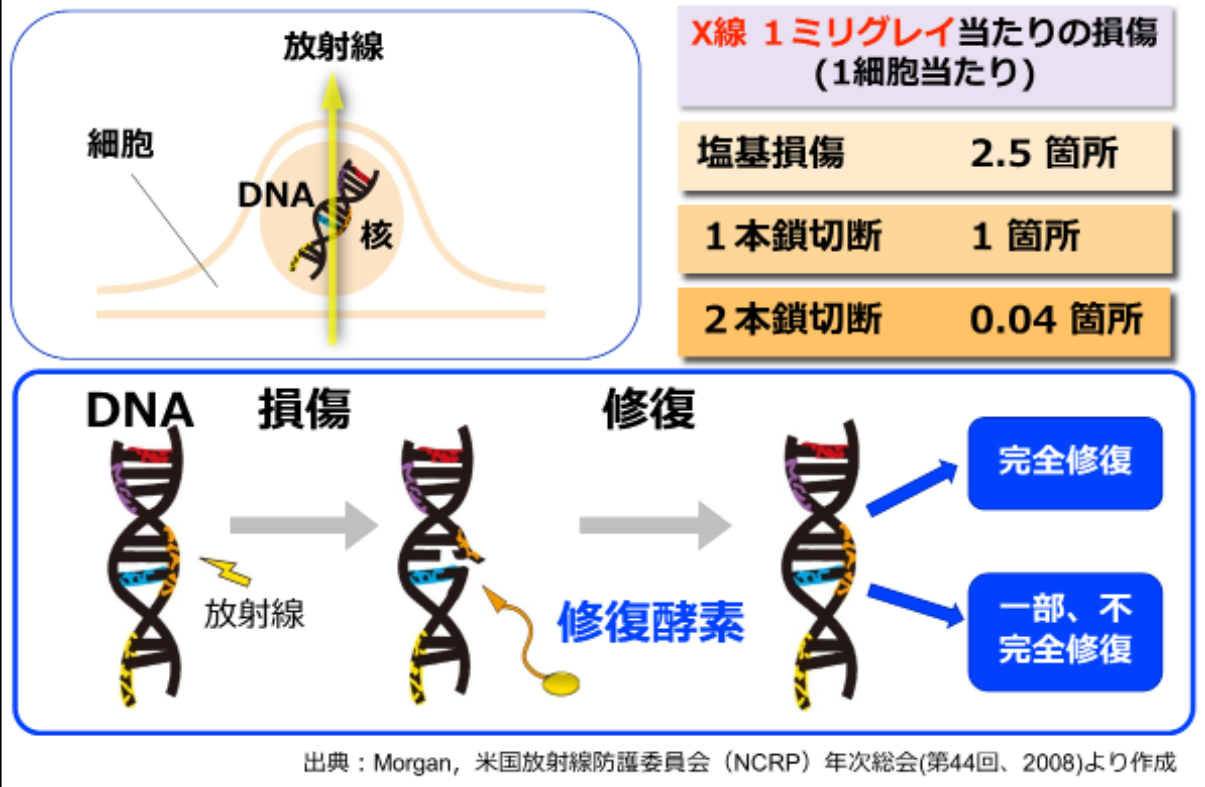 放射線
細胞
DNA
核
X線 １ミリグレイ当たりの損傷
(1細胞当たり)
塩基損傷 2.5 箇所
１本鎖切断 1 箇所
２本鎖切断 0.04 箇所
DNA 損傷 修復
放射線
修復酵素
完全修復
一部、不
完全修復
出典：Morgan，米国放射線防護委員会（NCRP）年次総会(第44回、2008)より作成